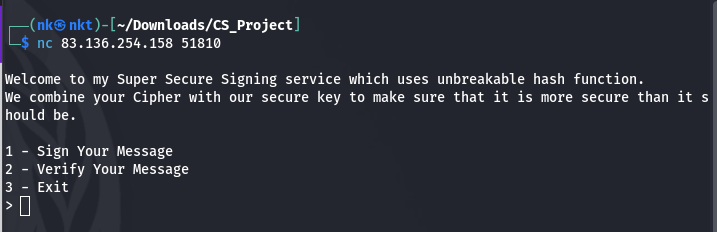 ┌──(nk㉿nkt)-[~/Downloads/CS_Project]
└─$ nc 83.136.254.158 51810
Welcome to my Super Secure Signing service which uses unbreakable hash function.
We combine your Cipher with our secure key to make sure that it is more secure than it s
hould be.
1 - Sign Your Message
2 - Verify Your Message
3 - Exit
>